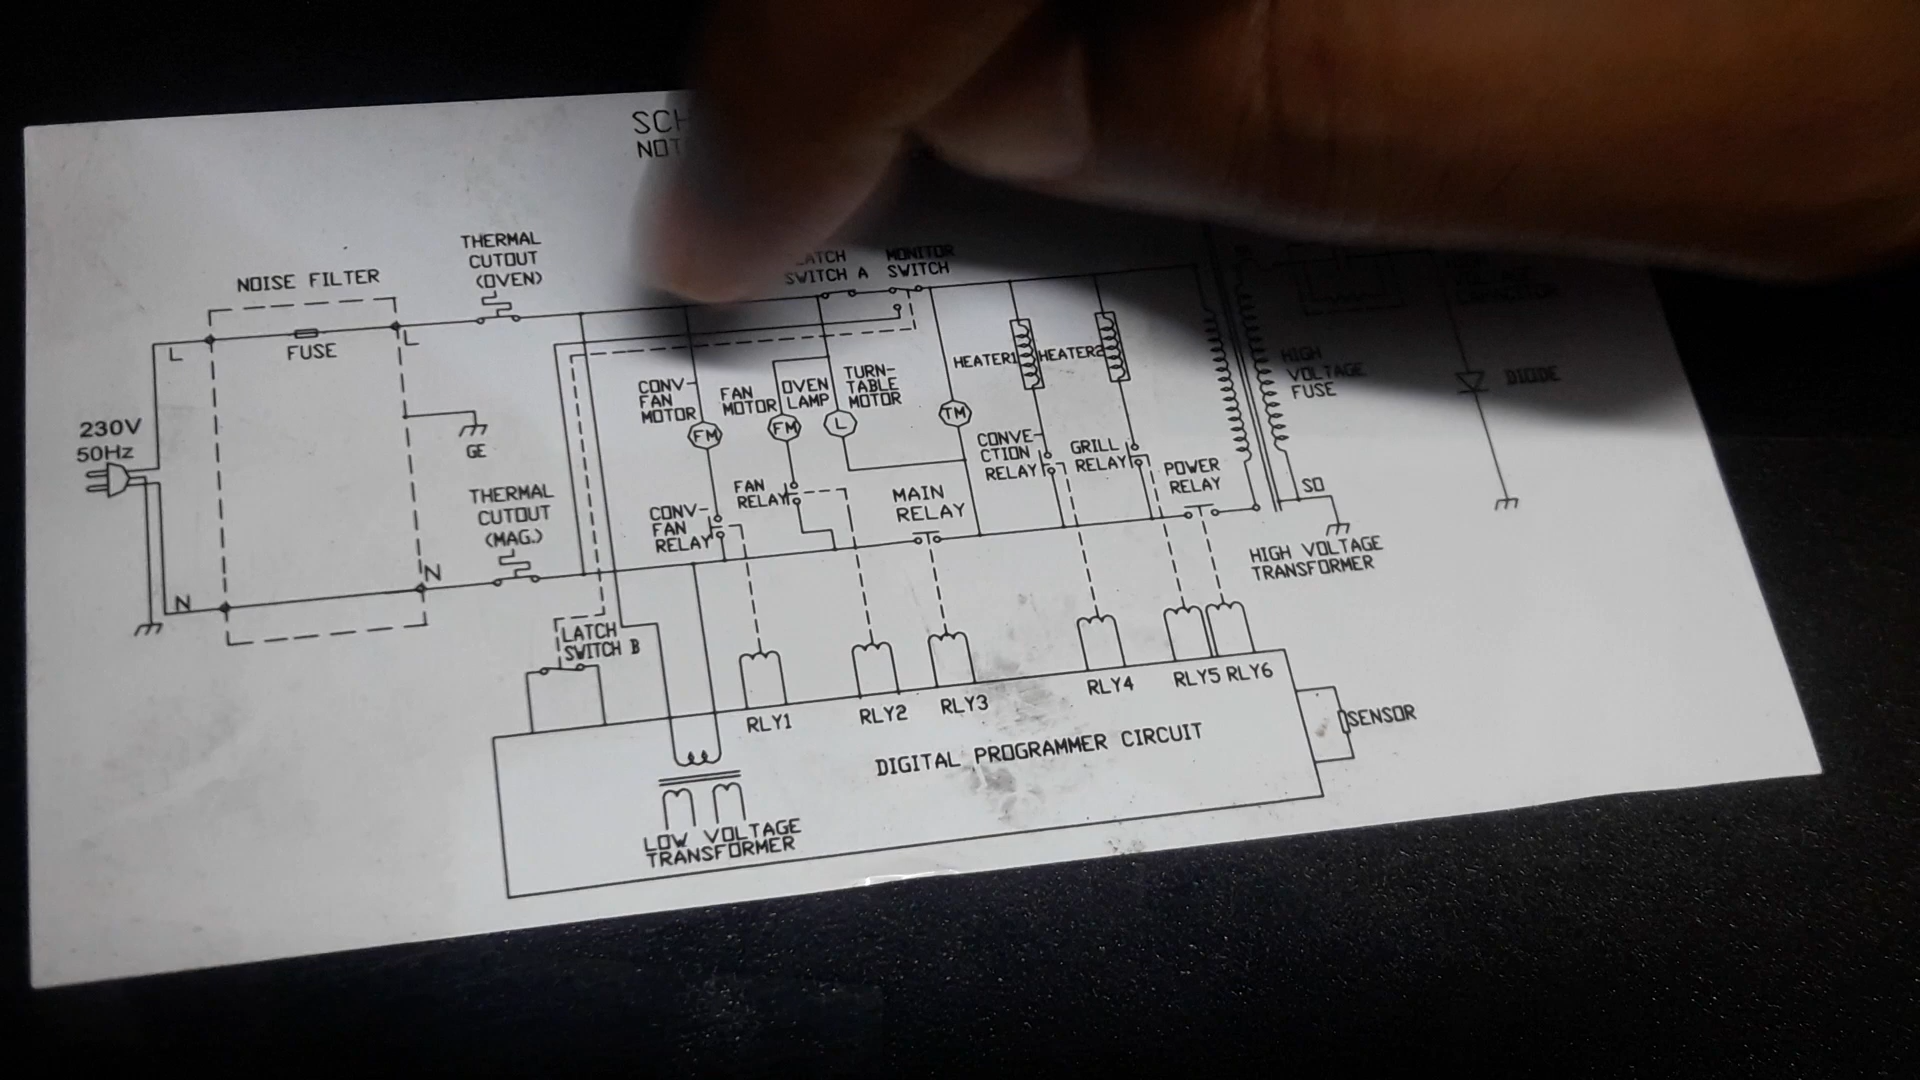 SCH
NOT
THERMAL
CUTOUT
(OVEN)
NOISE FILTER
L
FUSE
L
230V
50Hz
GE
THERMAL
CUTOUT
(MAG.)
N
N
LATCH
SWITCH B
SWITCH A
MONITOR
SWITCH
CONV-
FAN
MOTOR
FM
FAN
MOTOR
FM
OVEN
LAMP
L
TURN-
TABLE
MOTOR
TM
HEATER1
HEATER2
CONV-
FAN
RELAY
FAN
RELAY
MAIN
RELAY
CONVE-
CTION
RELAY
GRILL
RELAY
POWER
RELAY
HIGH
VOLTAGE
FUSE
DIODE
SO
HIGH VOLTAGE
TRANSFORMER
RLY1
RLY2
RLY3
RLY4
RLY5
RLY6
SENSOR
DIGITAL PROGRAMMER CIRCUIT
LOW VOLTAGE
TRANSFORMER